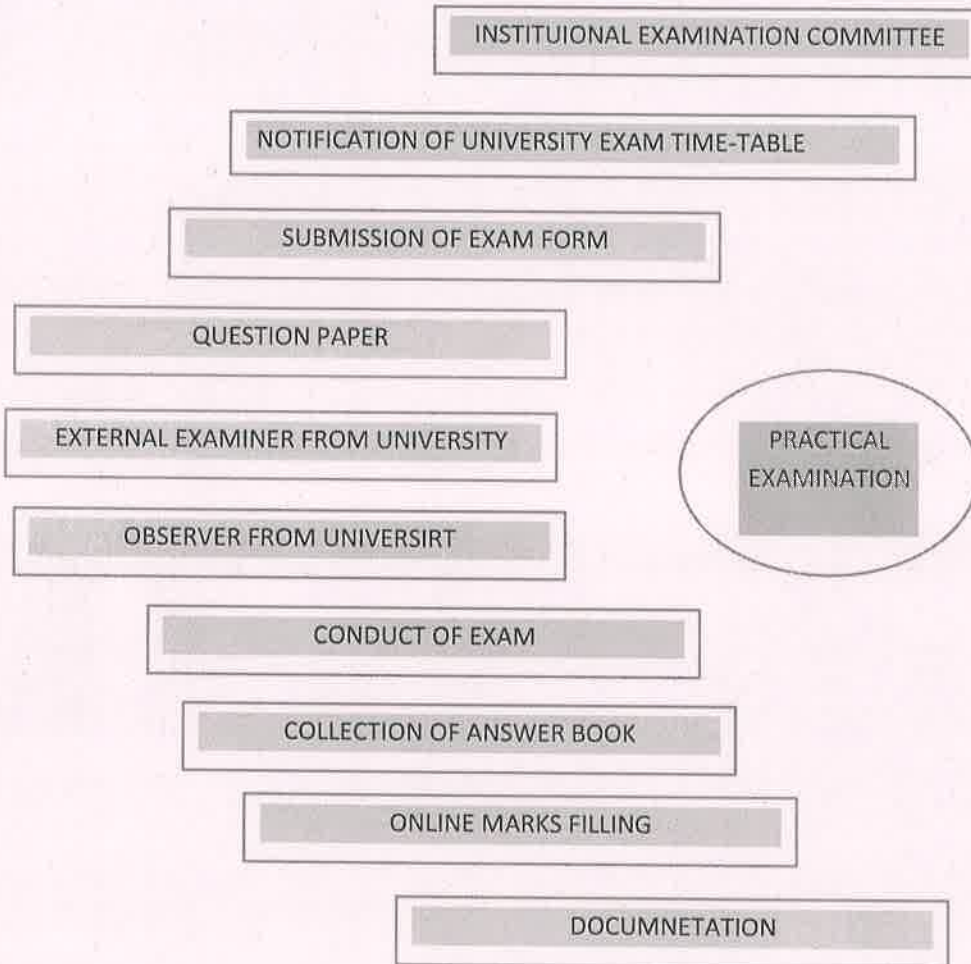 INSTITUIONAL EXAMINATION COMMITTEE
NOTIFICATION OF UNIVERSITY EXAM TIME-TABLE
SUBMISSION OF EXAM FORM
QUESTION PAPER
EXTERNAL EXAMINER FROM UNIVERSITY
OBSERVER FROM UNIVERSIRT
PRACTICAL
EXAMINATION
CONDUCT OF EXAM
COLLECTION OF ANSWER BOOK
ONLINE MARKS FILLING
DOCUMNETATION